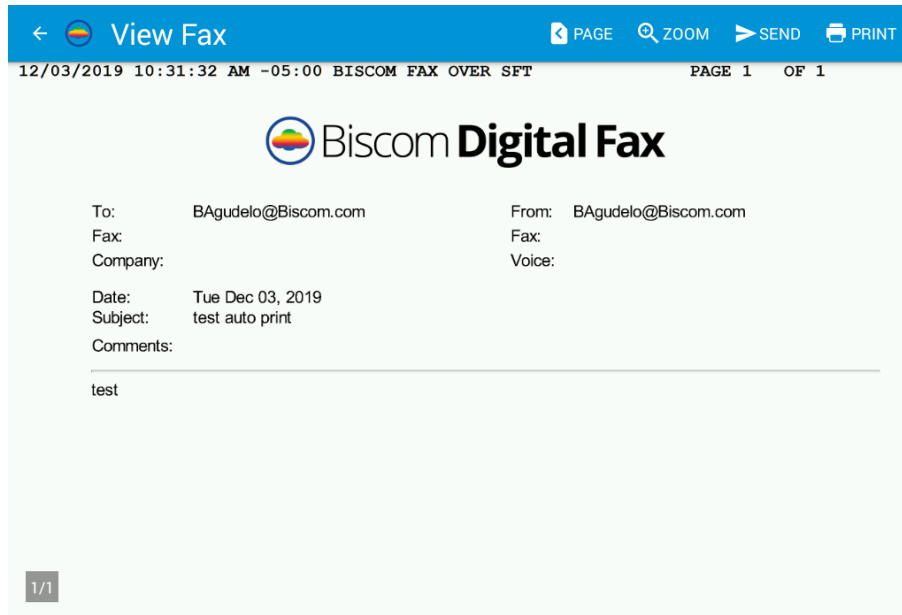 View Fax PAGE ZOOM SEND PRINT
12/03/2019 10:31:32 AM -05:00 BISCOM FAX OVER SFT PAGE 1 OF 1
Biscom Digital Fax
To: BAgudelo@Biscom.com From: BAgudelo@Biscom.com
Fax: Fax:
Company: Voice:
Date: Tue Dec 03, 2019
Subject: test auto print
Comments:
test
1/1